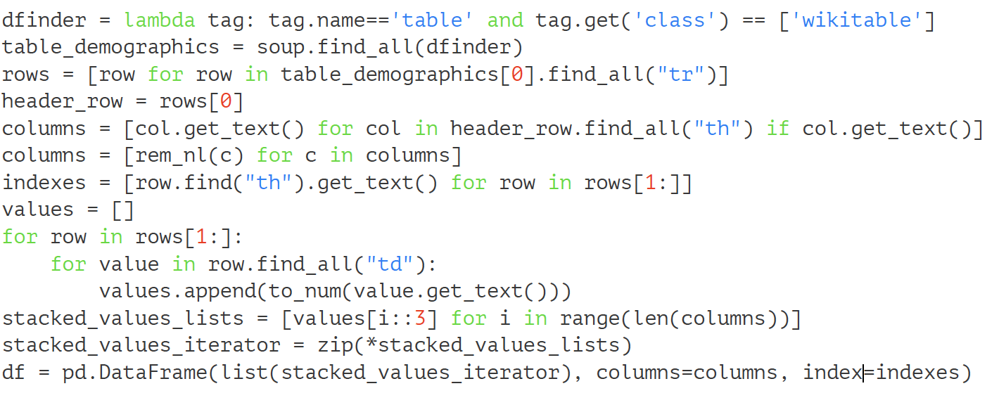 dfinder = lambda tag: tag.name=='table' and tag.get('class') == ['wikitable']
table_demographics = soup.find_all(dfinder)
rows = [row for row in table_demographics[0].find_all("tr")]
header_row = rows[0]
columns = [col.get_text() for col in header_row.find_all("th") if col.get_text()]
columns = [rem_nl(c) for c in columns]
indexes = [row.find("th").get_text() for row in rows[1:]]
values = []
for row in rows[1:]:
    for value in row.find_all("td"):
        values.append(to_num(value.get_text()))
stacked_values_lists = [values[i::3] for i in range(len(columns))]
stacked_values_iterator = zip(*stacked_values_lists)
df = pd.DataFrame(list(stacked_values_iterator), columns=columns, index=indexes)